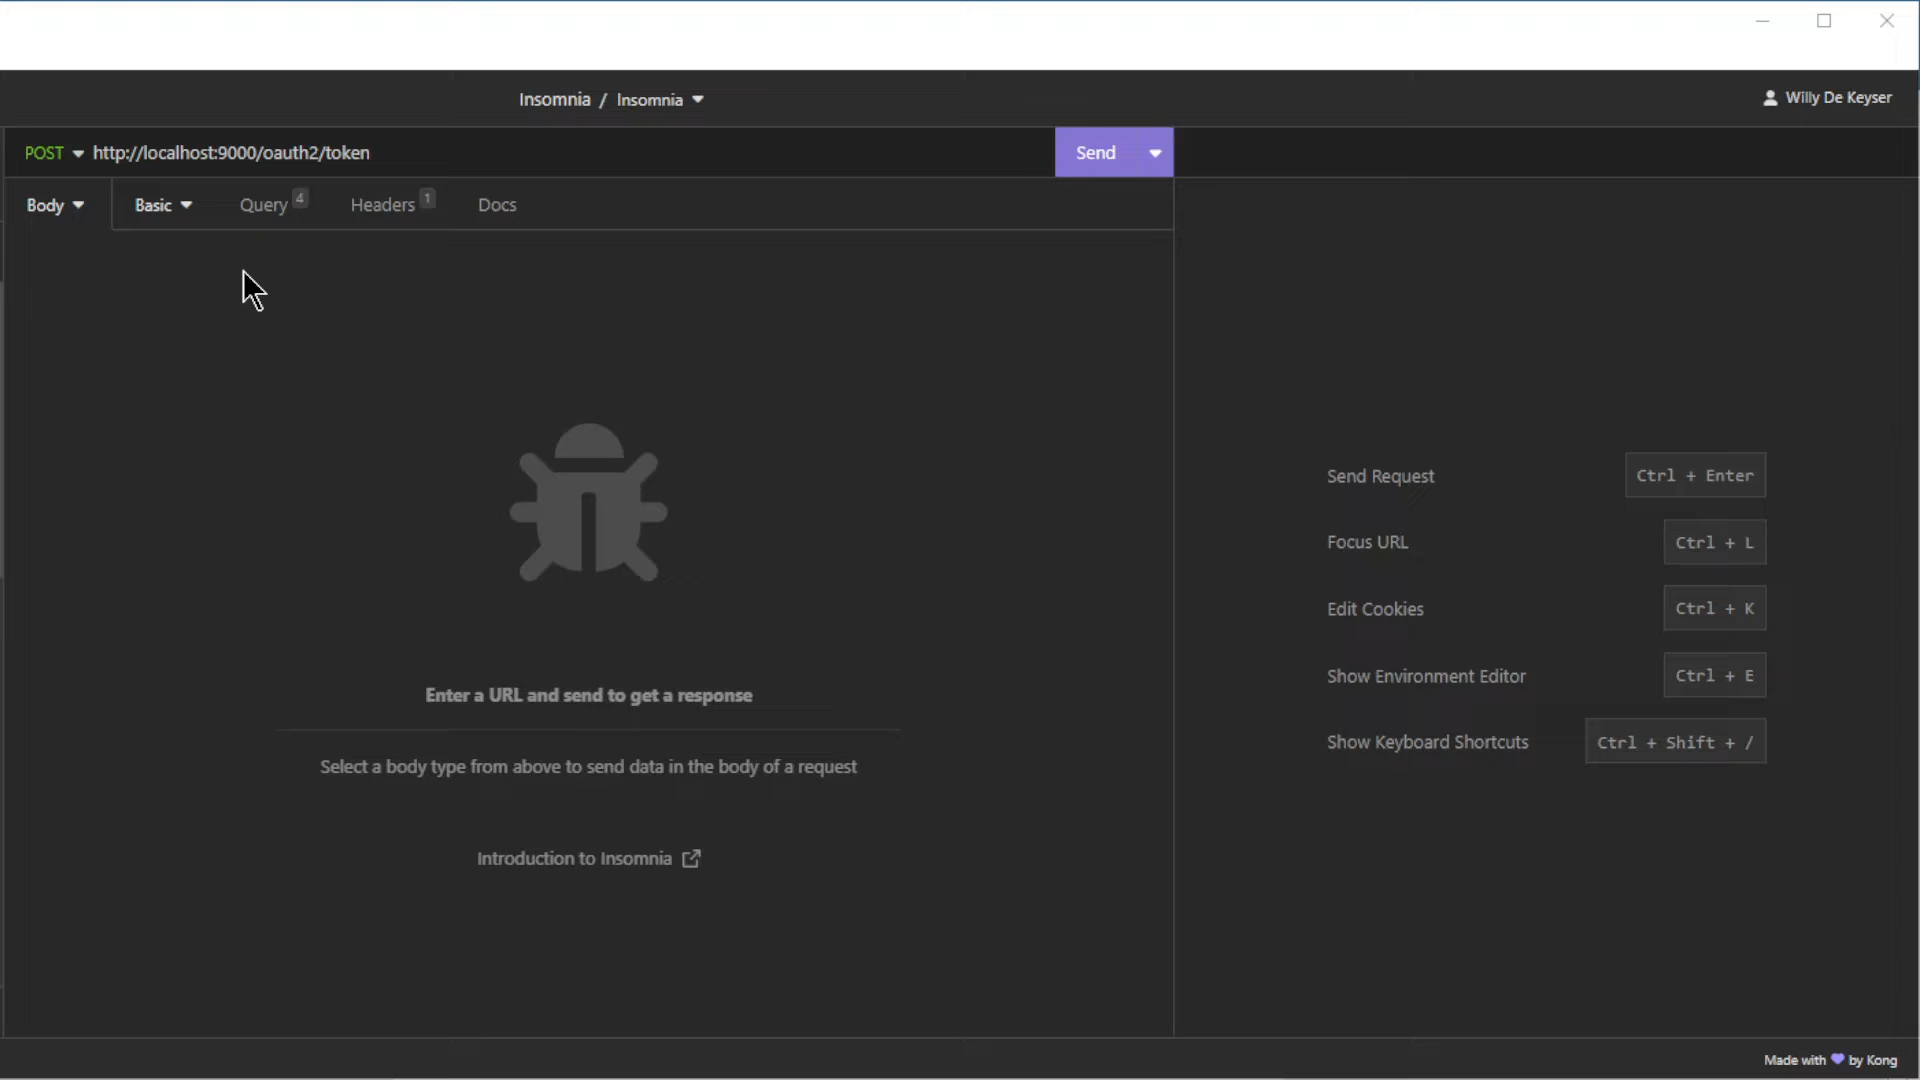 Insomnia / Insomnia
Willy De Keyser
POST http://localhost:9000/oauth2/token
Send
Body
Basic
Query 4
Headers 1
Docs
Enter a URL and send to get a response
Select a body type from above to send data in the body of a request
Introduction to Insomnia
Send Request Ctrl + Enter
Focus URL Ctrl + L
Edit Cookies Ctrl + K
Show Environment Editor Ctrl + E
Show Keyboard Shortcuts Ctrl + Shift + /
Made with 💜 by Kong